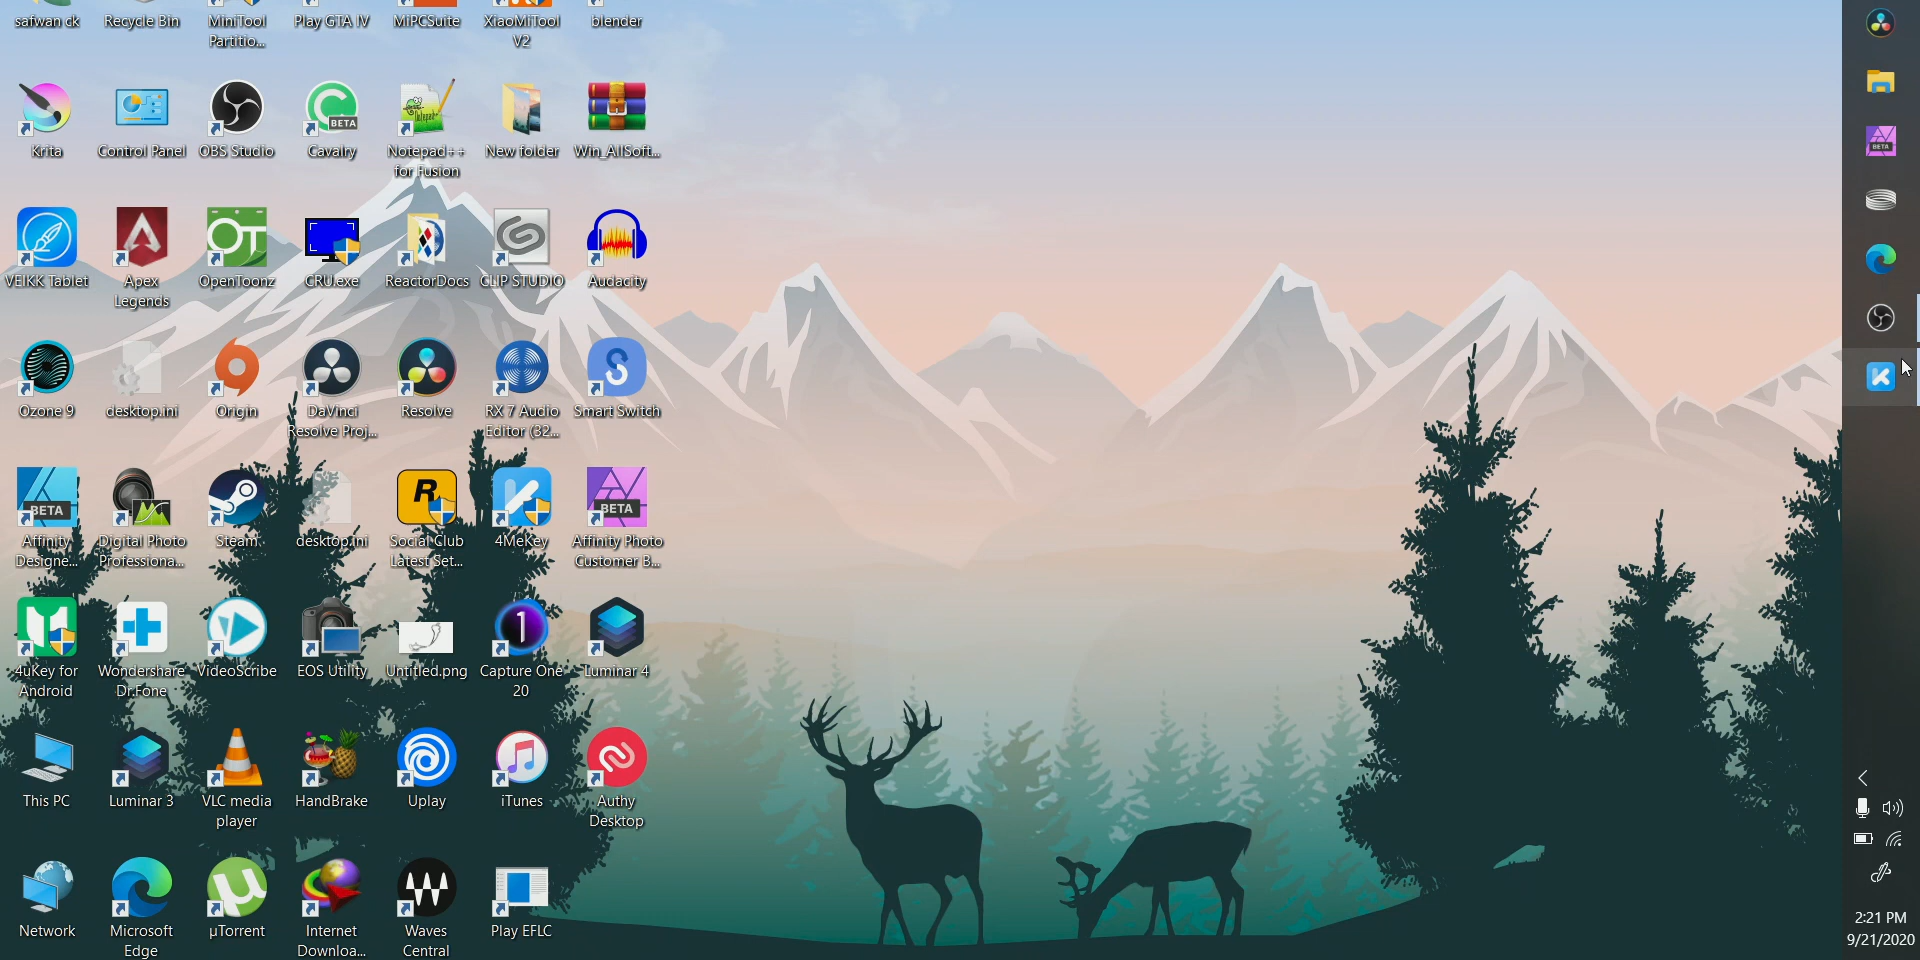 safwan ck
Recycle Bin
MiniTool
Partitio...
Play GTA IV
MiPCSuite
XiaoMiTool
V2
blender
Krita
Control Panel
OBS Studio
BETA
Cavalry
Notepad++
for Fusion
New folder
Win_AllSoft...
VEIKK Tablet
Apex
Legends
OpenToonz
CRU.exe
ReactorDocs
CLIP STUDIO
Audacity
Ozone 9
desktop.ini
Origin
DaVinci
Resolve Proj...
Resolve
RX 7 Audio
Editor (32...
Smart Switch
BETA
Affinity
Designe...
Digital Photo
Professiona...
Steam
desktop.ini
Social Club
Latest Set...
4MeKey
BETA
Affinity Photo
Customer B...
4uKey for
Android
Wondershare
Dr.Fone
VideoScribe
EOS Utility
Untitled.png
1
Capture One
20
Luminar 4
This PC
Luminar 3
VLC media
player
HandBrake
Uplay
iTunes
Authy
Desktop
Network
Microsoft
Edge
µTorrent
Internet
Downloa...
Waves
Central
Play EFLC
BETA
2:21 PM
9/21/2020